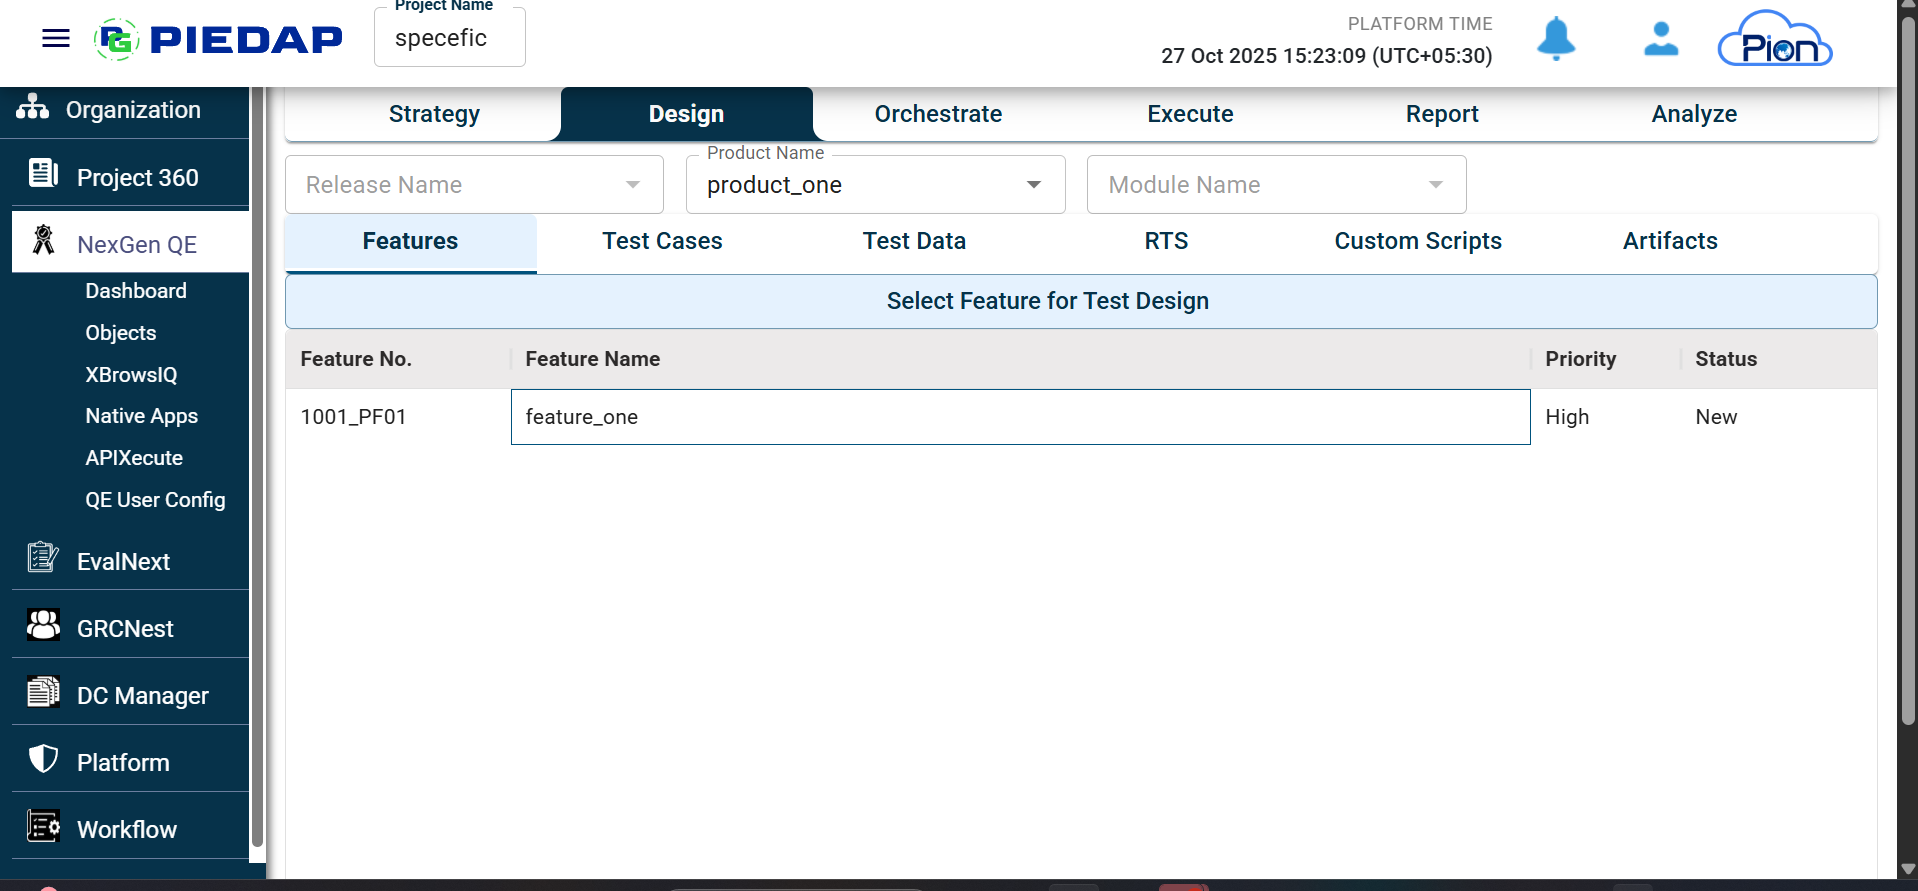 PIEDAP
Project Name
specefic
PLATFORM TIME
27 Oct 2025 15:23:09 (UTC+05:30)
Pion
Organization
Project 360
NexGen QE
Dashboard
Objects
XBrowsIQ
Native Apps
APIXecute
QE User Config
EvalNext
GRCNest
DC Manager
Platform
Workflow
Strategy Design Orchestrate Execute Report Analyze
Release Name
Product Name
product_one
Module Name
Features Test Cases Test Data RTS Custom Scripts Artifacts
Select Feature for Test Design
Feature No. Feature Name Priority Status
1001_PF01 feature_one High New